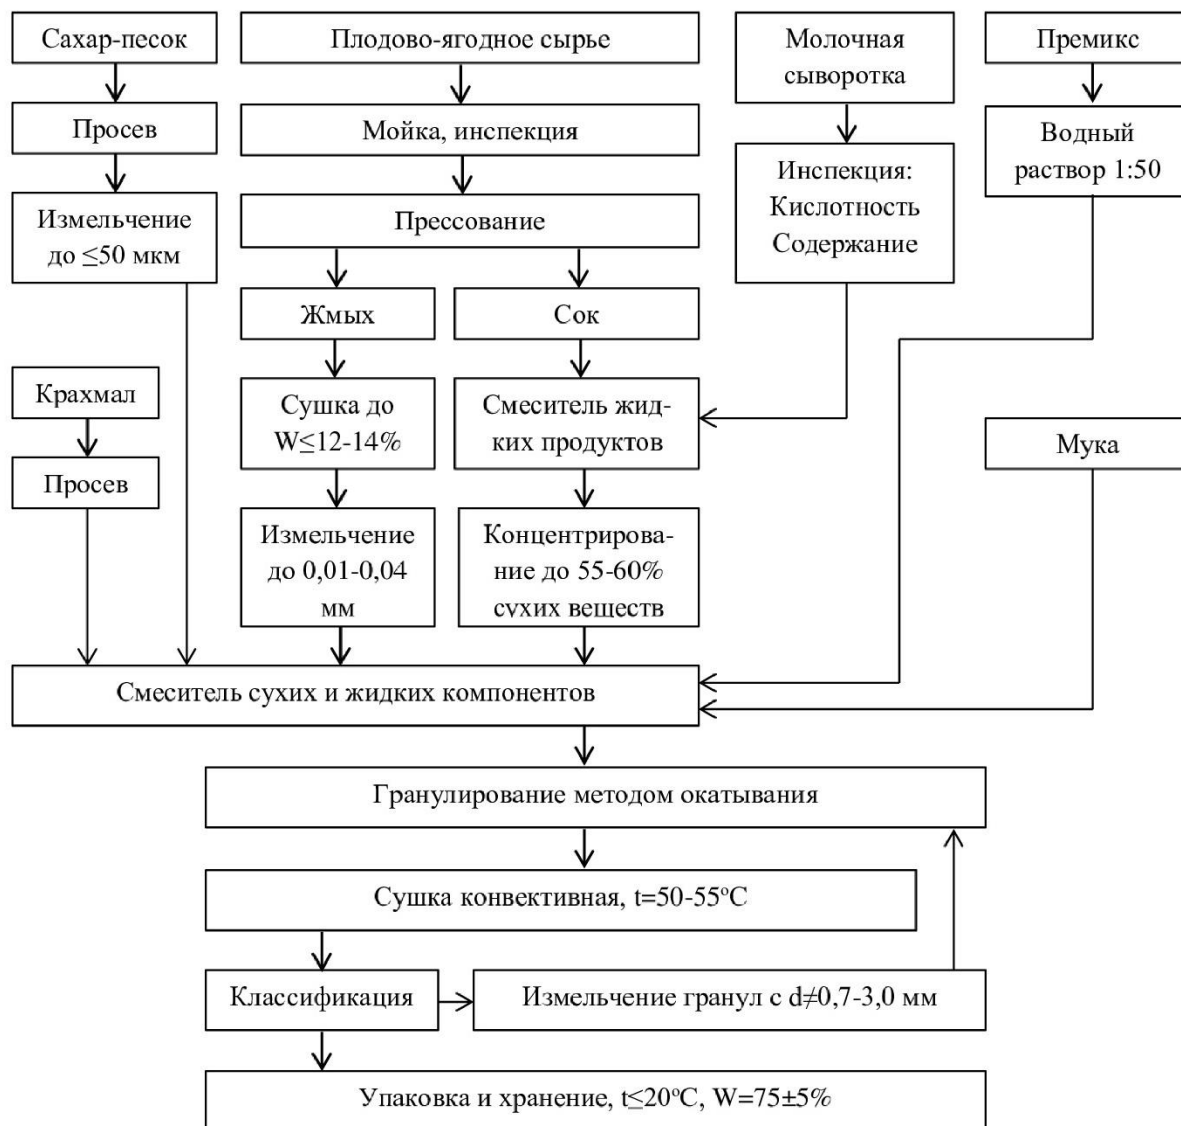 Сахар-песок
Просев
Измельчение
до ≤50 мкм
Крахмал
Просев
Плодово-ягодное сырье
Мойка, инспекция
Прессование
Жмых
Сушка до
W≤12-14%
Измельчение
до 0,01-0,04
мм
Сок
Смеситель жид-
ких продуктов
Концентрирова-
ние до 55-60%
сухих веществ
Молочная
сыворотка
Инспекция:
Кислотность
Содержание
Премикс
Водный
раствор 1:50
Мука
Смеситель сухих и жидких компонентов
Гранулирование методом окатывания
Сушка конвективная, t=50-55°С
Классификация
Измельчение гранул с d≠0,7-3,0 мм
Упаковка и хранение, t≤20°С, W=75±5%